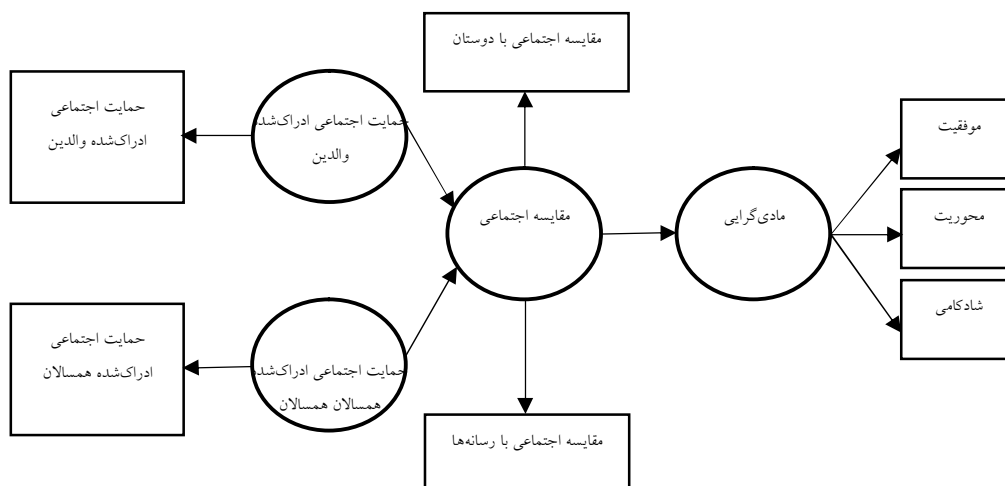 مقایسه اجتماعی با دوستان
حمایت اجتماعی
ادراک‌شده والدین
حمایت اجتماعی ادراک‌شده
والدین
موفقیت
مقایسه اجتماعی
مادی‌گرایی
محوریت
شادکامی
حمایت اجتماعی
ادراک‌شده همسالان
حمایت اجتماعی ادراک‌شده
همسالان همسالان
مقایسه اجتماعی با رسانه‌ها